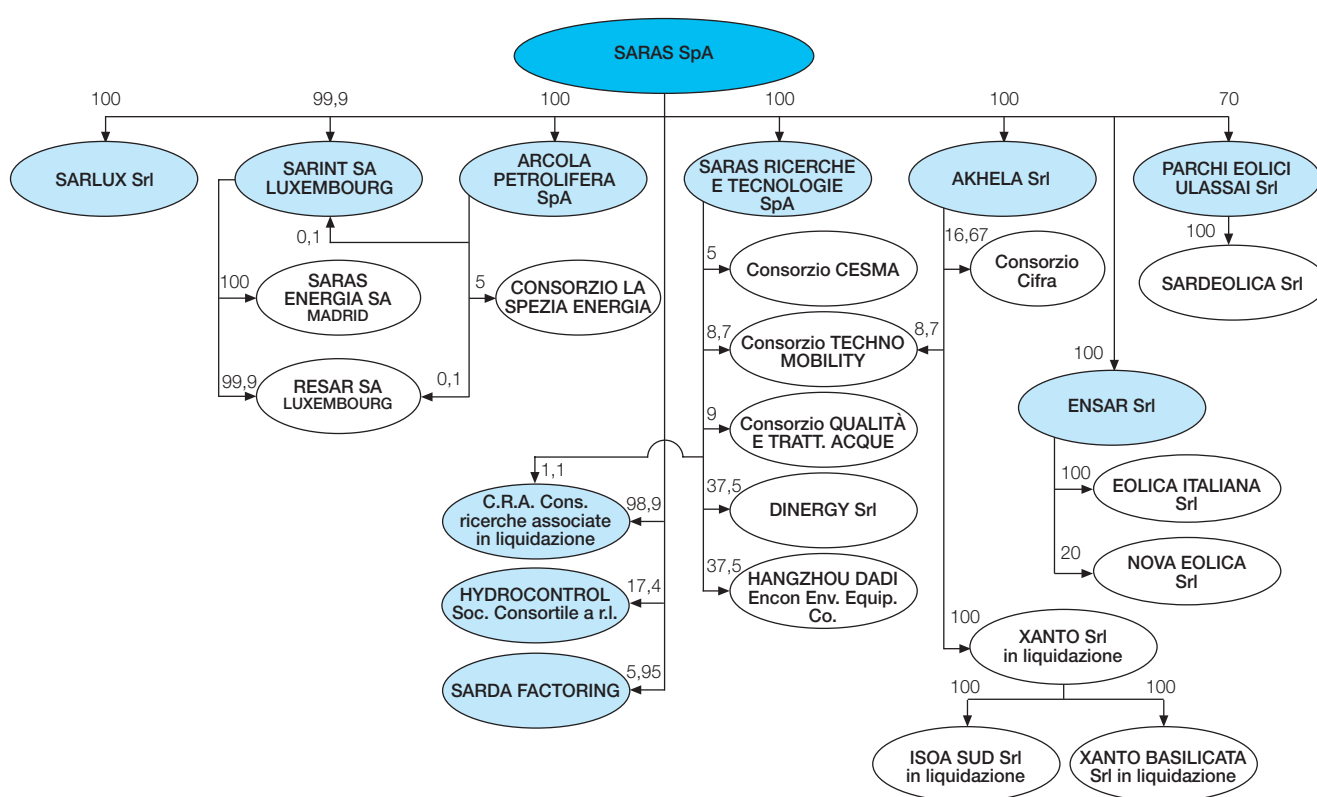 SARAS SpA
100
99,9
100
100
100
70
SARLUX Srl
SARINT SA
LUXEMBOURG
ARCOLA
PETROLIFERA
SpA
SARAS RICERCHE
E TECNOLOGIE
SpA
AKHELA Srl
PARCHI EOLICI
ULASSAI Srl
0,1
16,67
100
100
SARAS
ENERGIA SA
MADRID
5
CONSORZIO LA
SPEZIA ENERGIA
5
Consorzio CESMA
Consorzio
Cifra
SARDEOLICA Srl
99,9
RESAR SA
LUXEMBOURG
0,1
8,7
Consorzio TECHNO
MOBILITY
8,7
100
ENSAR Srl
9
Consorzio QUALITÀ
E TRATT. ACQUE
1,1
C.R.A. Cons.
ricerche associate
in liquidazione
98,9
37,5
DINERGY Srl
100
EOLICA ITALIANA
Srl
HYDROCONTROL
Soc. Consortile a r.l.
17,4
37,5
HANGZHOU DADI
Encon Env. Equip.
Co.
20
NOVA EOLICA
Srl
SARDA FACTORING
5,95
100
XANTO Srl
in liquidazione
100
100
ISOA SUD Srl
in liquidazione
XANTO BASILICATA
Srl in liquidazione